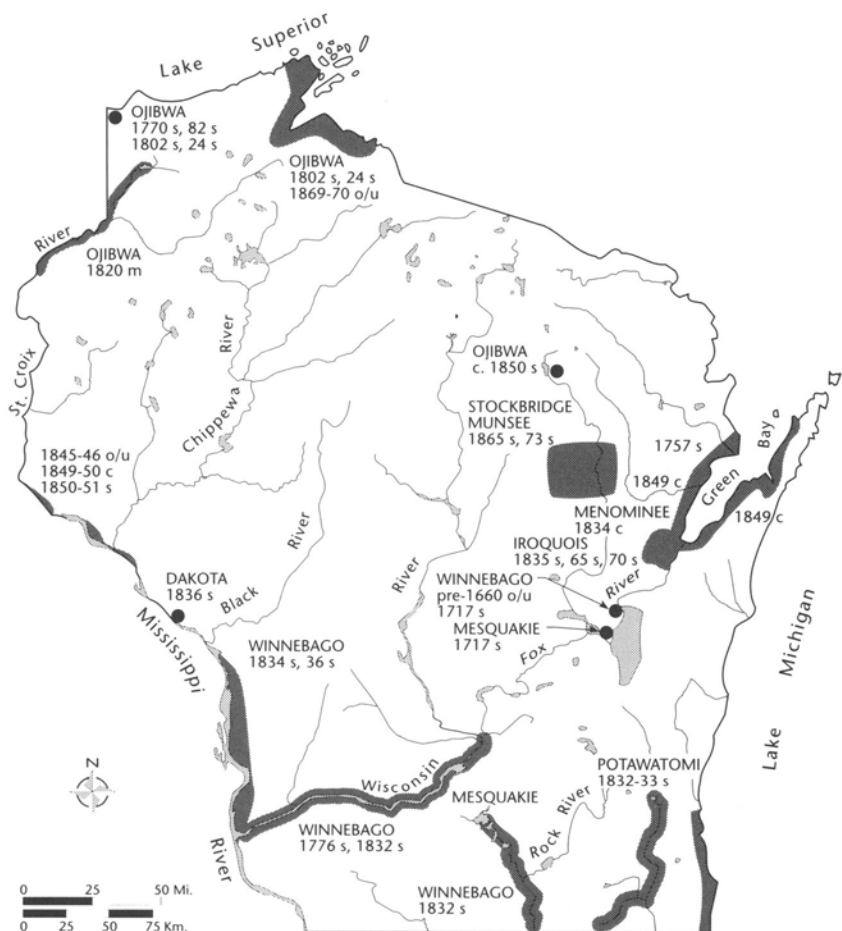 Lake Superior
OJIBWA
1770 s, 82 s
1802 s, 24 s
OJIBWA
1802 s, 24 s
1869-70 o/u
River
OJIBWA
1820 m
St. Croix
River
Chippewa
OJIBWA
c. 1850 s
STOCKBRIDGE
MUNSEE
1865 s, 73 s
1757 s
Bay
Green
1849 c
1849 c
1845-46 o/u
1849-50 c
1850-51 s
MENOMINEE
1834 c
IROQUOIS
1835 s, 65 s, 70 s
River
Black
River
River
WINNEBAGO
pre-1660 o/u
1717 s
MESQUAKIE
1717 s
Fox
DAKOTA
1836 s
Mississippi
WINNEBAGO
1834 s, 36 s
Michigan
Lake
N
Wisconsin
POTAWATOMI
1832-33 s
MESQUAKIE
Rock River
WINNEBAGO
1776 s, 1832 s
River
WINNEBAGO
1832 s
0 25 50 Mi.
0 25 50 75 Km.